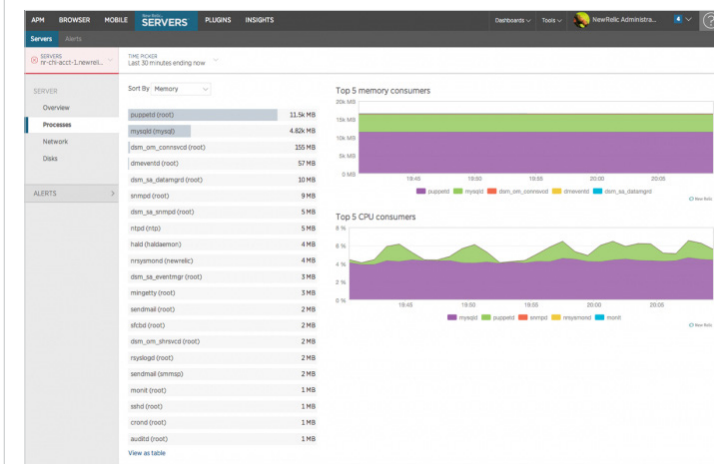 APM BROWSER MOBILE New Relic SERVERS PLUGINS INSIGHTS Dashboards Tools NewRelic Administra... 4 ?
Servers Alerts
SERVERS
nr-chi-acct-1.newreli...
TIME PICKER
Last 30 minutes ending now
SERVER
Overview
Processes
Network
Disks
ALERTS
Sort By Memory
puppetd (root) 11.5k MB
mysqld (mysql) 4.82k MB
dsm_om_connsvcd (root) 155 MB
dmeventd (root) 57 MB
dsm_sa_datamgrd (root) 10 MB
snmpd (root) 9 MB
dsm_sa_snmpd (root) 5 MB
ntpd (ntp) 5 MB
hald (haldaemon) 4 MB
nrsysmond (newrelic) 4 MB
dsm_sa_eventmgr (root) 3 MB
mingetty (root) 3 MB
sendmail (root) 2 MB
sfcbd (root) 2 MB
dsm_om_shrsvcd (root) 2 MB
rsyslogd (root) 2 MB
sendmail (smmsp) 2 MB
monit (root) 1 MB
sshd (root) 1 MB
crond (root) 1 MB
auditd (root) 1 MB
View as table
Top 5 memory consumers
20k MB
15k MB
10k MB
5k MB
0 MB
19:45 19:50 19:55 20:00 20:05
puppetd mysqld dsm_om_connsvcd dmeventd dsm_sa_datamgrd
New Relic
Top 5 CPU consumers
8 %
6 %
4 %
2 %
0 %
19:45 19:50 19:55 20:00 20:05
mysqld puppetd snmpd nrsysmond monit
New Relic